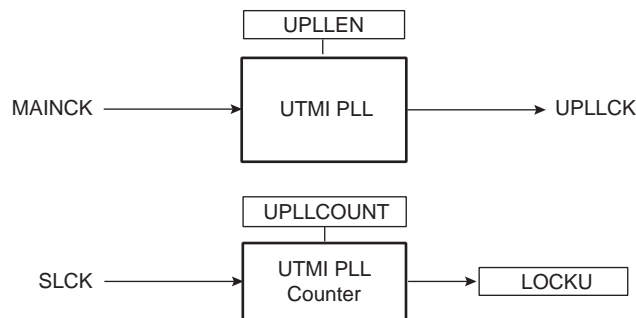 UPLLEN
MAINCK
UTMI PLL
UPLLCK
UPLLCOUNT
SLCK
UTMI PLL
Counter
LOCKU